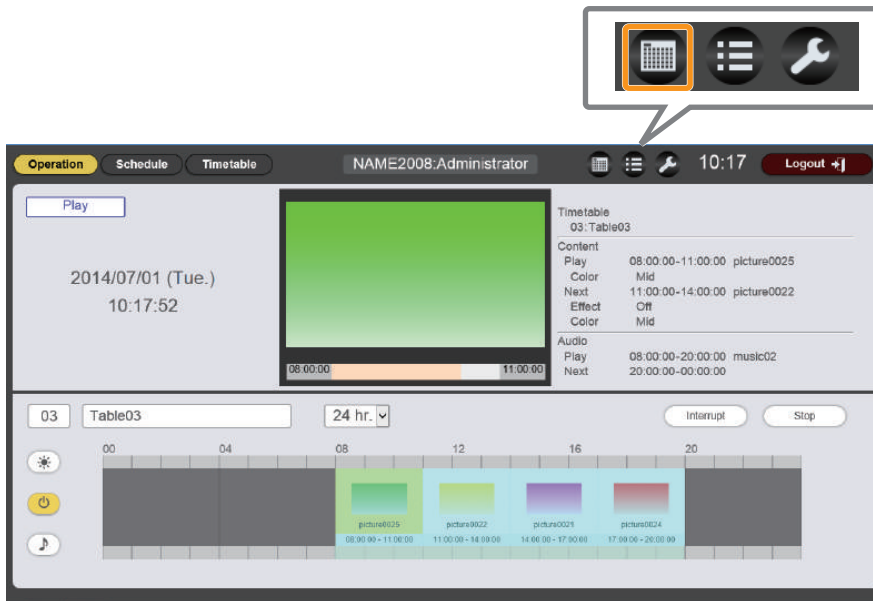 Operation Schedule Timetable NAME2008:Administrator 10:17 Logout
Play
2014/07/01 (Tue.)
10:17:52
08:00:00 11:00:00
Timetable
03:Table03
Content
Play 08:00:00-11:00:00 picture0025
Color Mid
Next 11:00:00-14:00:00 picture0022
Effect Off
Color Mid
Audio
Play 08:00:00-20:00:00 music02
Next 20:00:00-00:00:00
03 Table03 24 hr. Interrupt Stop
00 04 08 12 16 20
picture0025 picture0022 picture0021 picture0024
08:00:00 - 11:00:00 11:00:00 - 14:00:00 14:00:00 - 17:00:00 17:00:00 - 20:00:00